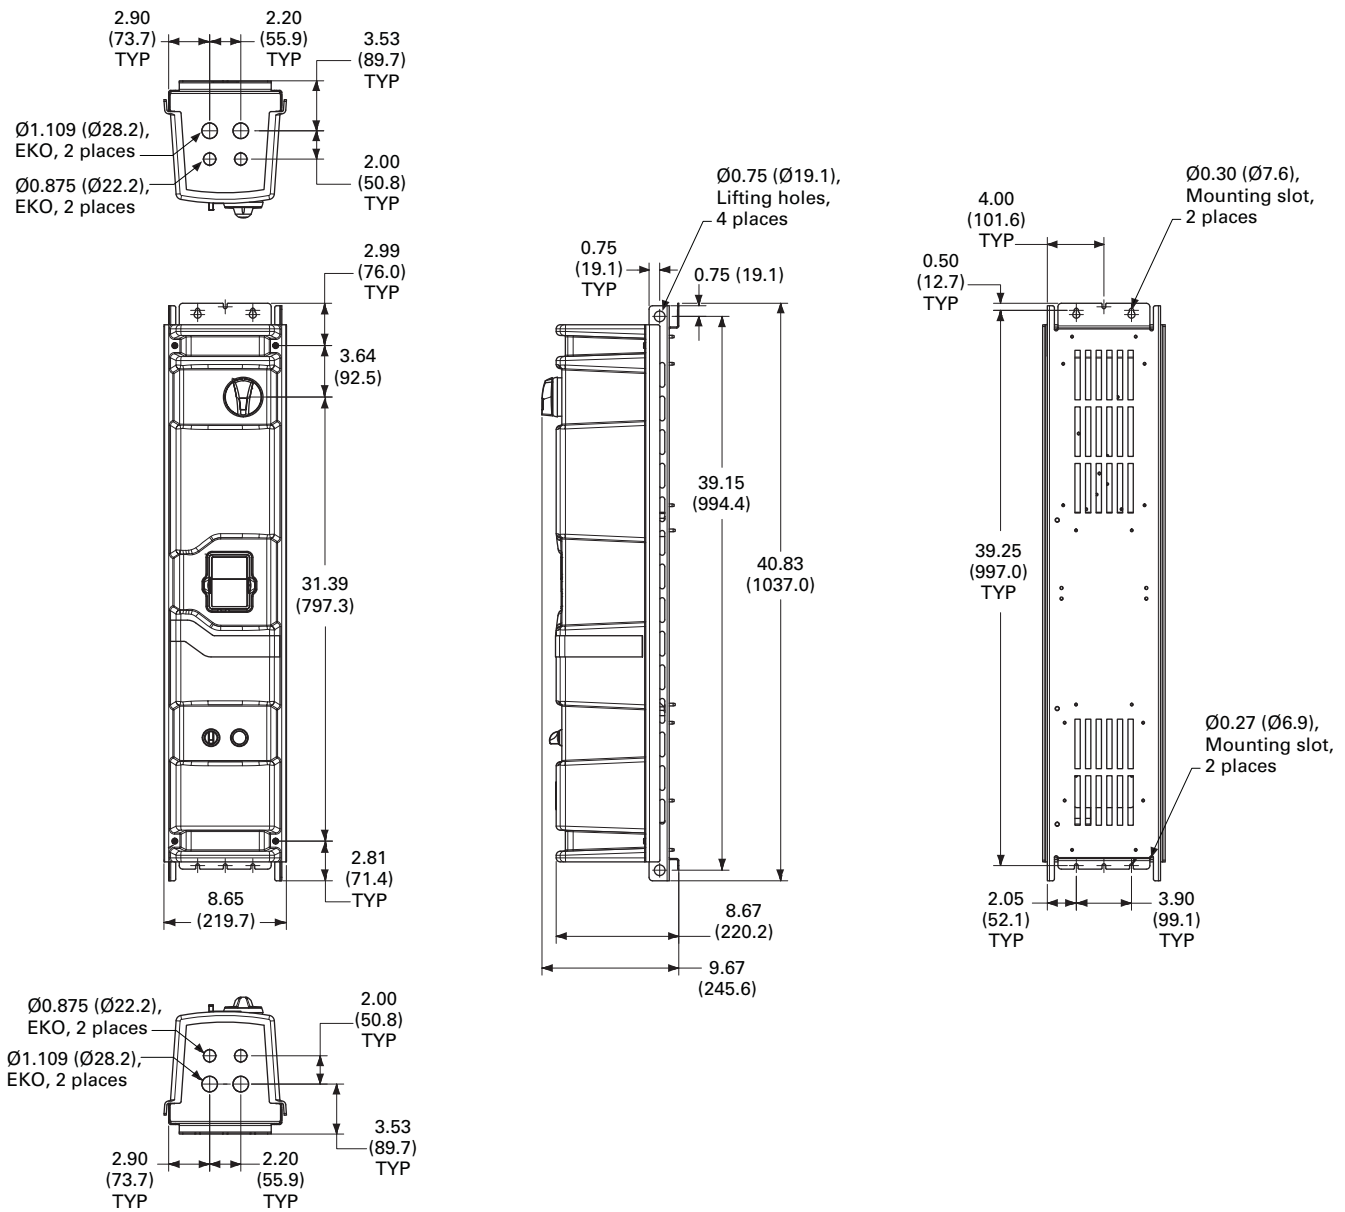 2.90
(73.7)
TYP
2.20
(55.9)
TYP
3.53
(89.7)
TYP
Ø1.109 (Ø28.2),
EKO, 2 places
Ø0.875 (Ø22.2),
EKO, 2 places
2.00
(50.8)
TYP
2.99
(76.0)
TYP
3.64
(92.5)
31.39
(797.3)
2.81
(71.4)
TYP
8.65
(219.7)
Ø0.75 (Ø19.1),
Lifting holes,
4 places
0.75
(19.1)
TYP
0.75 (19.1)
39.15
(994.4)
40.83
(1037.0)
8.67
(220.2)
9.67
(245.6)
Ø0.30 (Ø7.6),
Mounting slot,
2 places
4.00
(101.6)
TYP
0.50
(12.7)
TYP
39.25
(997.0)
TYP
Ø0.27 (Ø6.9),
Mounting slot,
2 places
2.05
(52.1)
TYP
3.90
(99.1)
TYP
Ø0.875 (Ø22.2),
EKO, 2 places
Ø1.109 (Ø28.2),
EKO, 2 places
2.00
(50.8)
TYP
3.53
(89.7)
TYP
2.90
(73.7)
TYP
2.20
(55.9)
TYP